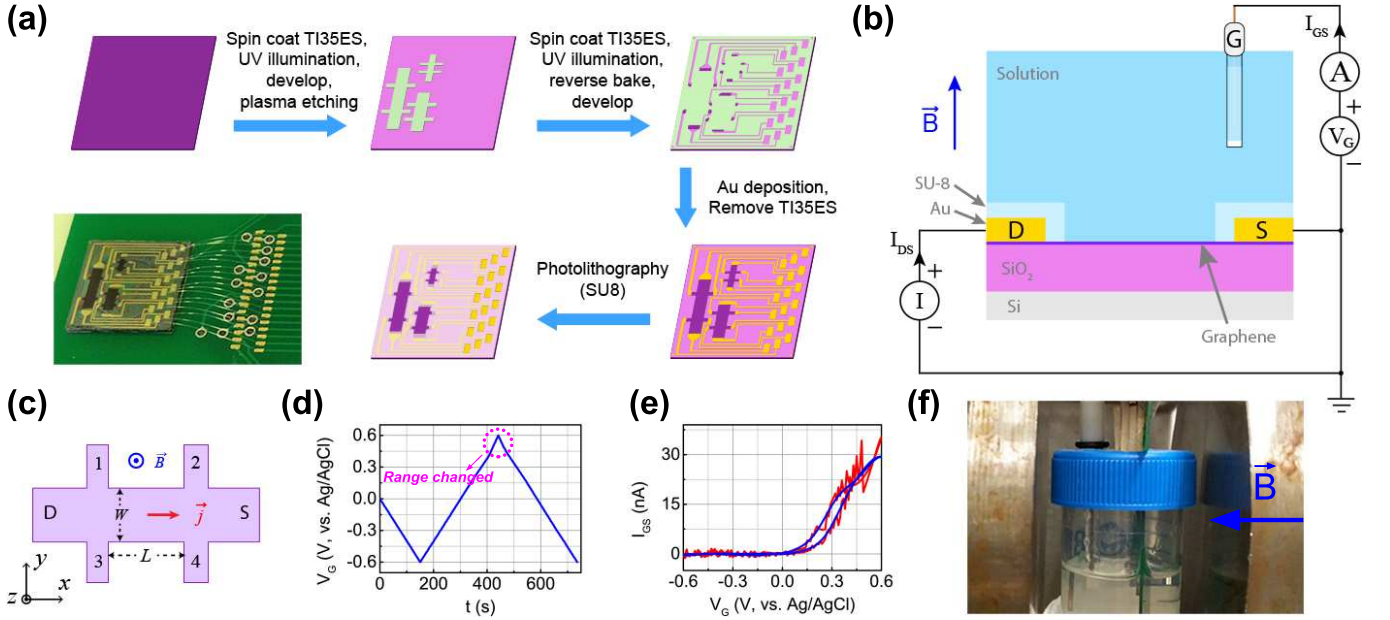 (a)
Spin coat TI35ES,
UV illumination,
develop,
plasma etching
Spin coat TI35ES,
UV illumination,
reverse bake,
develop
Au deposition,
Remove TI35ES
Photolithography
(SU8)
(b)
G
I_GS
A
+
V_G
−
Solution
B
SU-8
Au
D
S
I_DS
+
I
−
SiO₂
Si
Graphene
(c)
1
2
B
D
W
j
S
3
4
L
y
z
x
(d)
V_G (V, vs. Ag/AgCl)
0.6
0.3
0.0
-0.3
-0.6
Range changed
0
200
400
600
t (s)
(e)
I_GS (nA)
30
15
0
-0.6
-0.3
0.0
0.3
0.6
V_G (V, vs. Ag/AgCl)
(f)
B